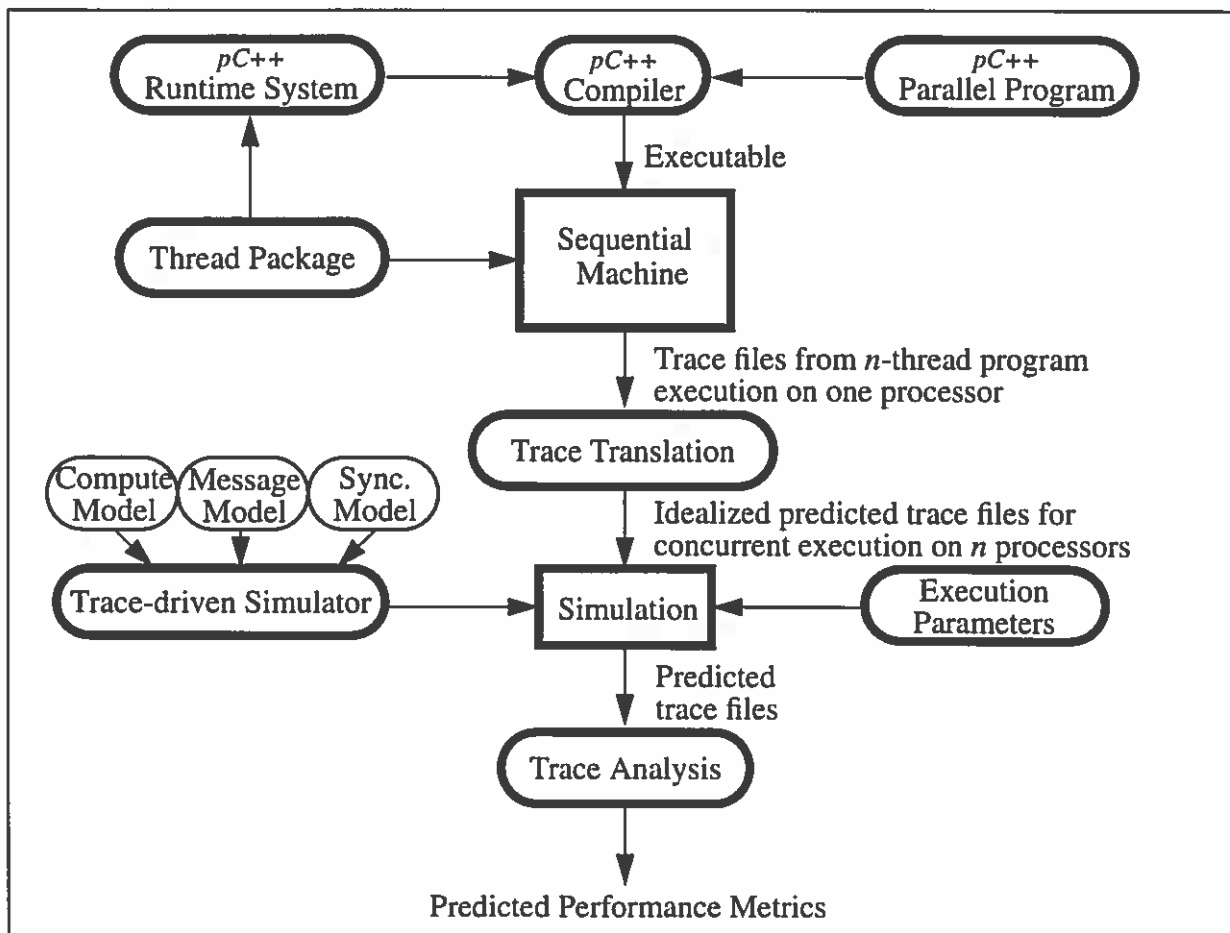 pC++
Runtime System
pC++
Compiler
pC++
Parallel Program
Executable
Thread Package
Sequential
Machine
Trace files from n-thread program
execution on one processor
Trace Translation
Compute
Model
Message
Model
Sync.
Model
Idealized predicted trace files for
concurrent execution on n processors
Trace-driven Simulator
Simulation
Execution
Parameters
Predicted
trace files
Trace Analysis
Predicted Performance Metrics